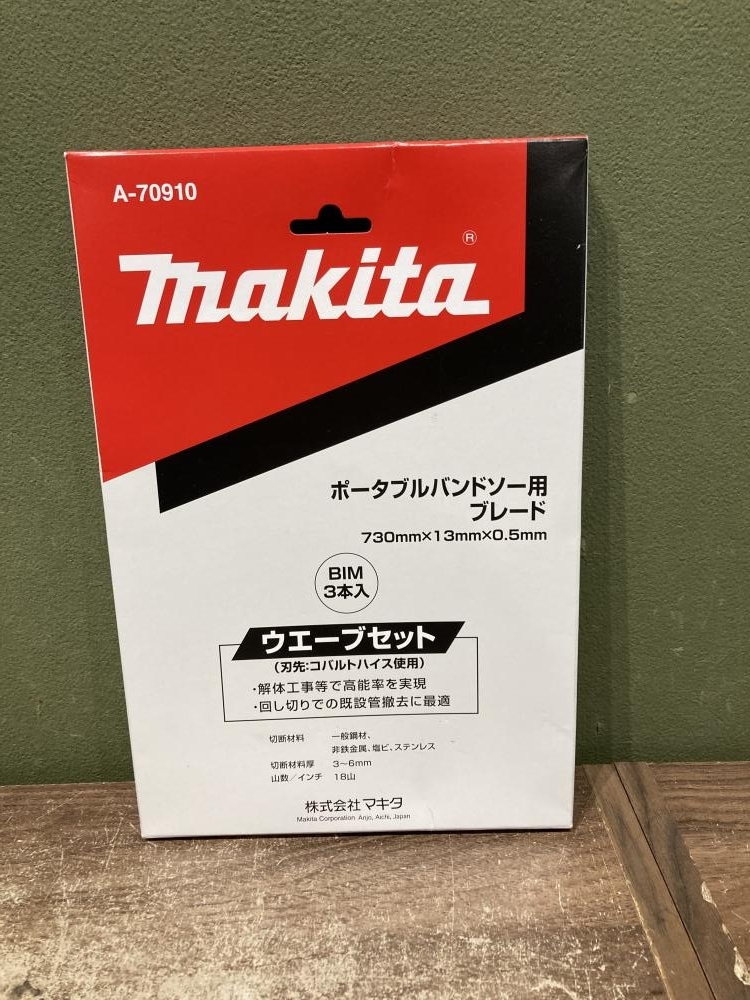 A-70910
makita®
ポータブルバンドソー用
ブレード
730mm×13mm×0.5mm
BIM
3本入
ウエーブセット
(刃先:コバルトハイス使用)
・解体工事等で高能率を実現
・回し切りでの既設管撤去に最適
切断材料 一般鋼材、
非鉄金属、塩ビ、ステンレス
切断材料厚 3〜6mm
山数/インチ 18山
株式会社マキタ
Makita Corporation Anjo, Aichi, Japan